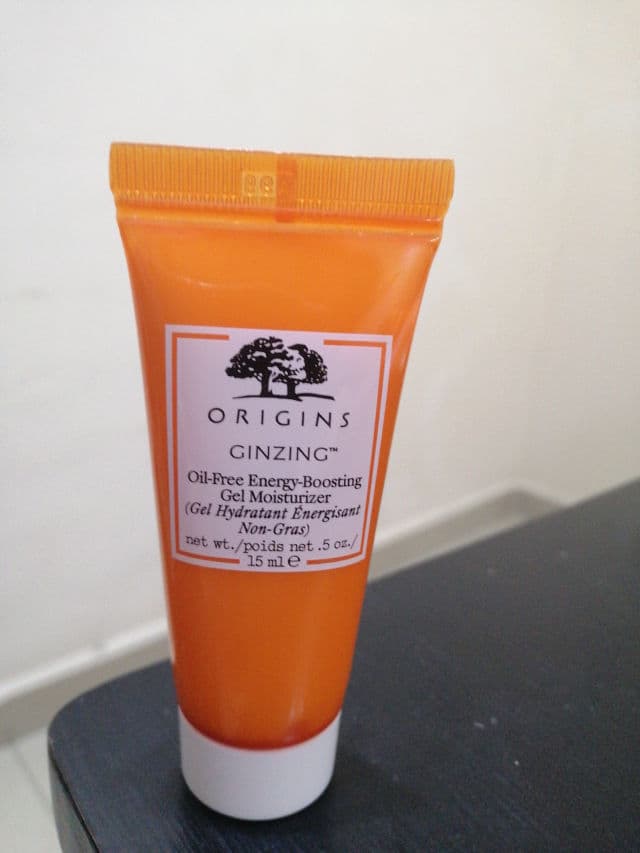 ORIGINS
GINZING™
Oil-Free Energy-Boosting
Gel Moisturizer
(Gel Hydratant Énergisant
Non-Gras)
net wt./poids net .5 oz./
15 ml ℮